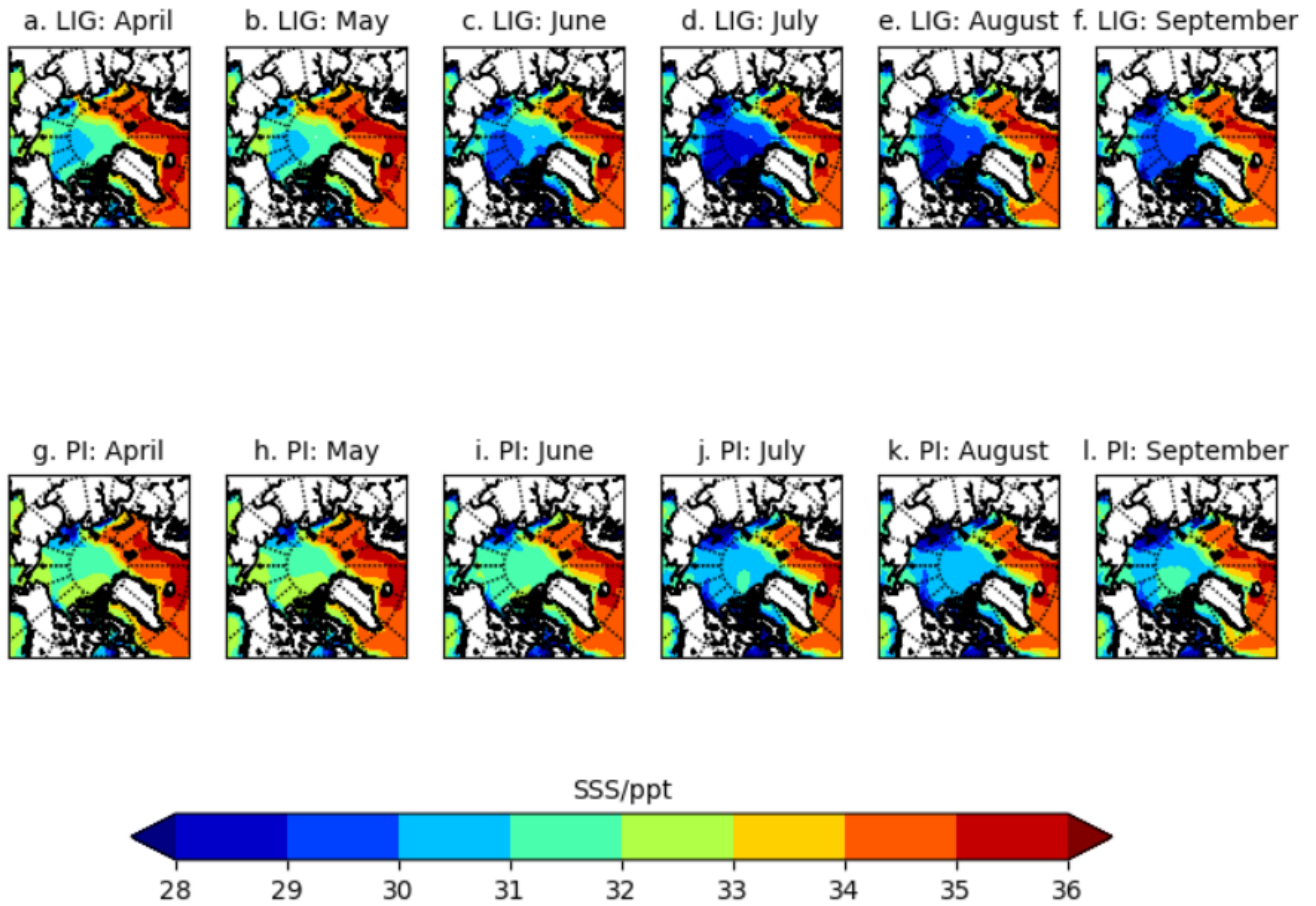 a. LIG: April b. LIG: May c. LIG: June d. LIG: July e. LIG: August f. LIG: September
g. PI: April h. PI: May i. PI: June j. PI: July k. PI: August l. PI: September
SSS/ppt
28 29 30 31 32 33 34 35 36